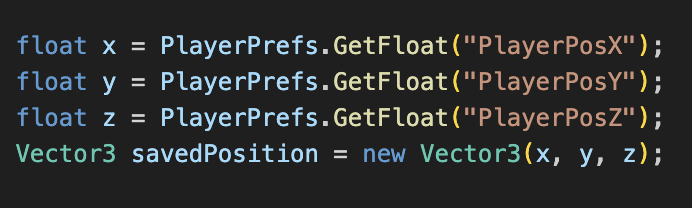 float x = PlayerPrefs.GetFloat("PlayerPosX");
float y = PlayerPrefs.GetFloat("PlayerPosY");
float z = PlayerPrefs.GetFloat("PlayerPosZ");
Vector3 savedPosition = new Vector3(x, y, z);